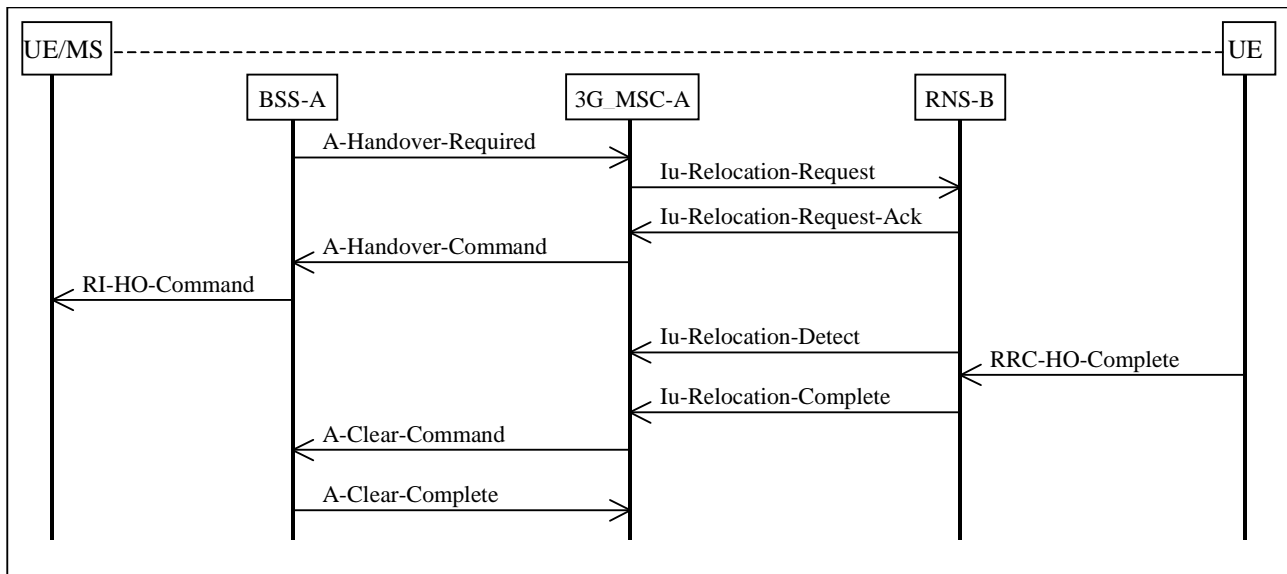 UE/MS
UE
BSS-A
3G_MSC-A
RNS-B
A-Handover-Required
Iu-Relocation-Request
Iu-Relocation-Request-Ack
A-Handover-Command
RI-HO-Command
Iu-Relocation-Detect
RRC-HO-Complete
Iu-Relocation-Complete
A-Clear-Command
A-Clear-Complete